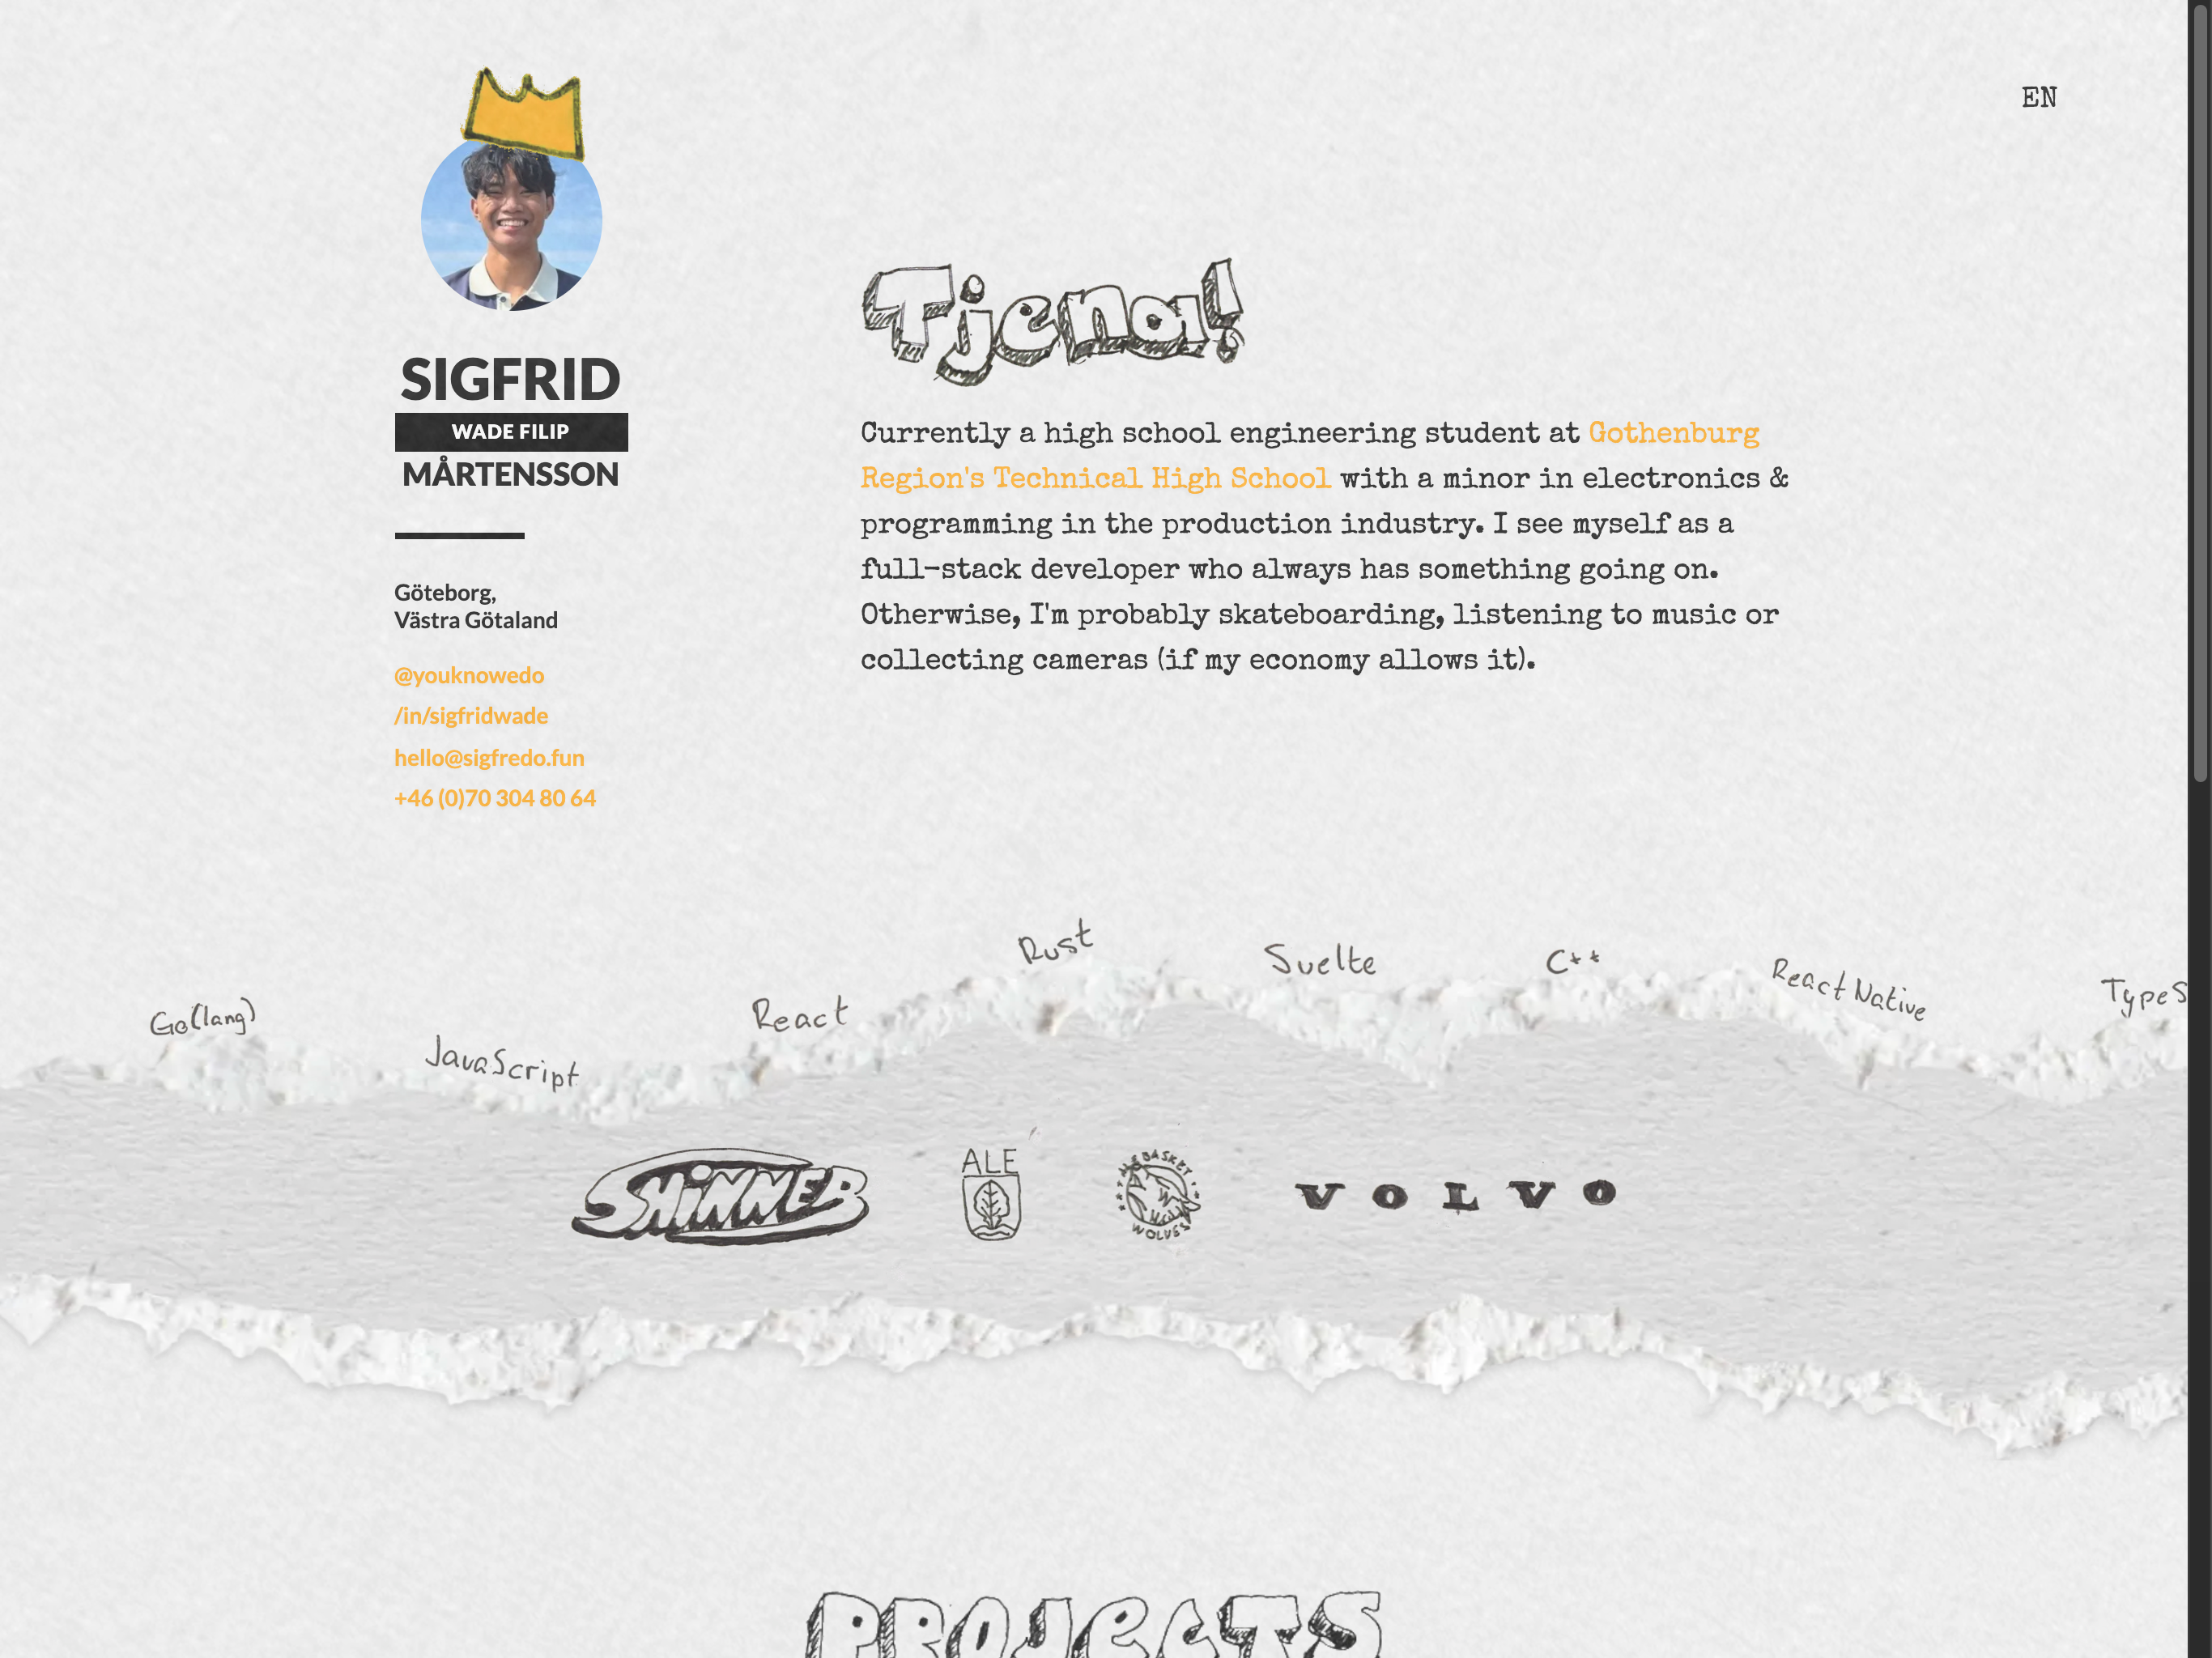 EN
SIGFRID
WADE FILIP
MÅRTENSSON
Göteborg,
Västra Götaland
@youknowedo
/in/sigfridwade
hello@sigfredo.fun
+46 (0)70 304 80 64
Tjena!
Currently a high school engineering student at Gothenburg
Region's Technical High School with a minor in electronics &
programming in the production industry. I see myself as a
full-stack developer who always has something going on.
Otherwise, I'm probably skateboarding, listening to music or
collecting cameras (if my economy allows it).
Go(lang)
JavaScript
React
Rust
Svelte
C++
React Native
TypeS
ALE
BASKET
WOLVES
VOLVO
PROJECTS